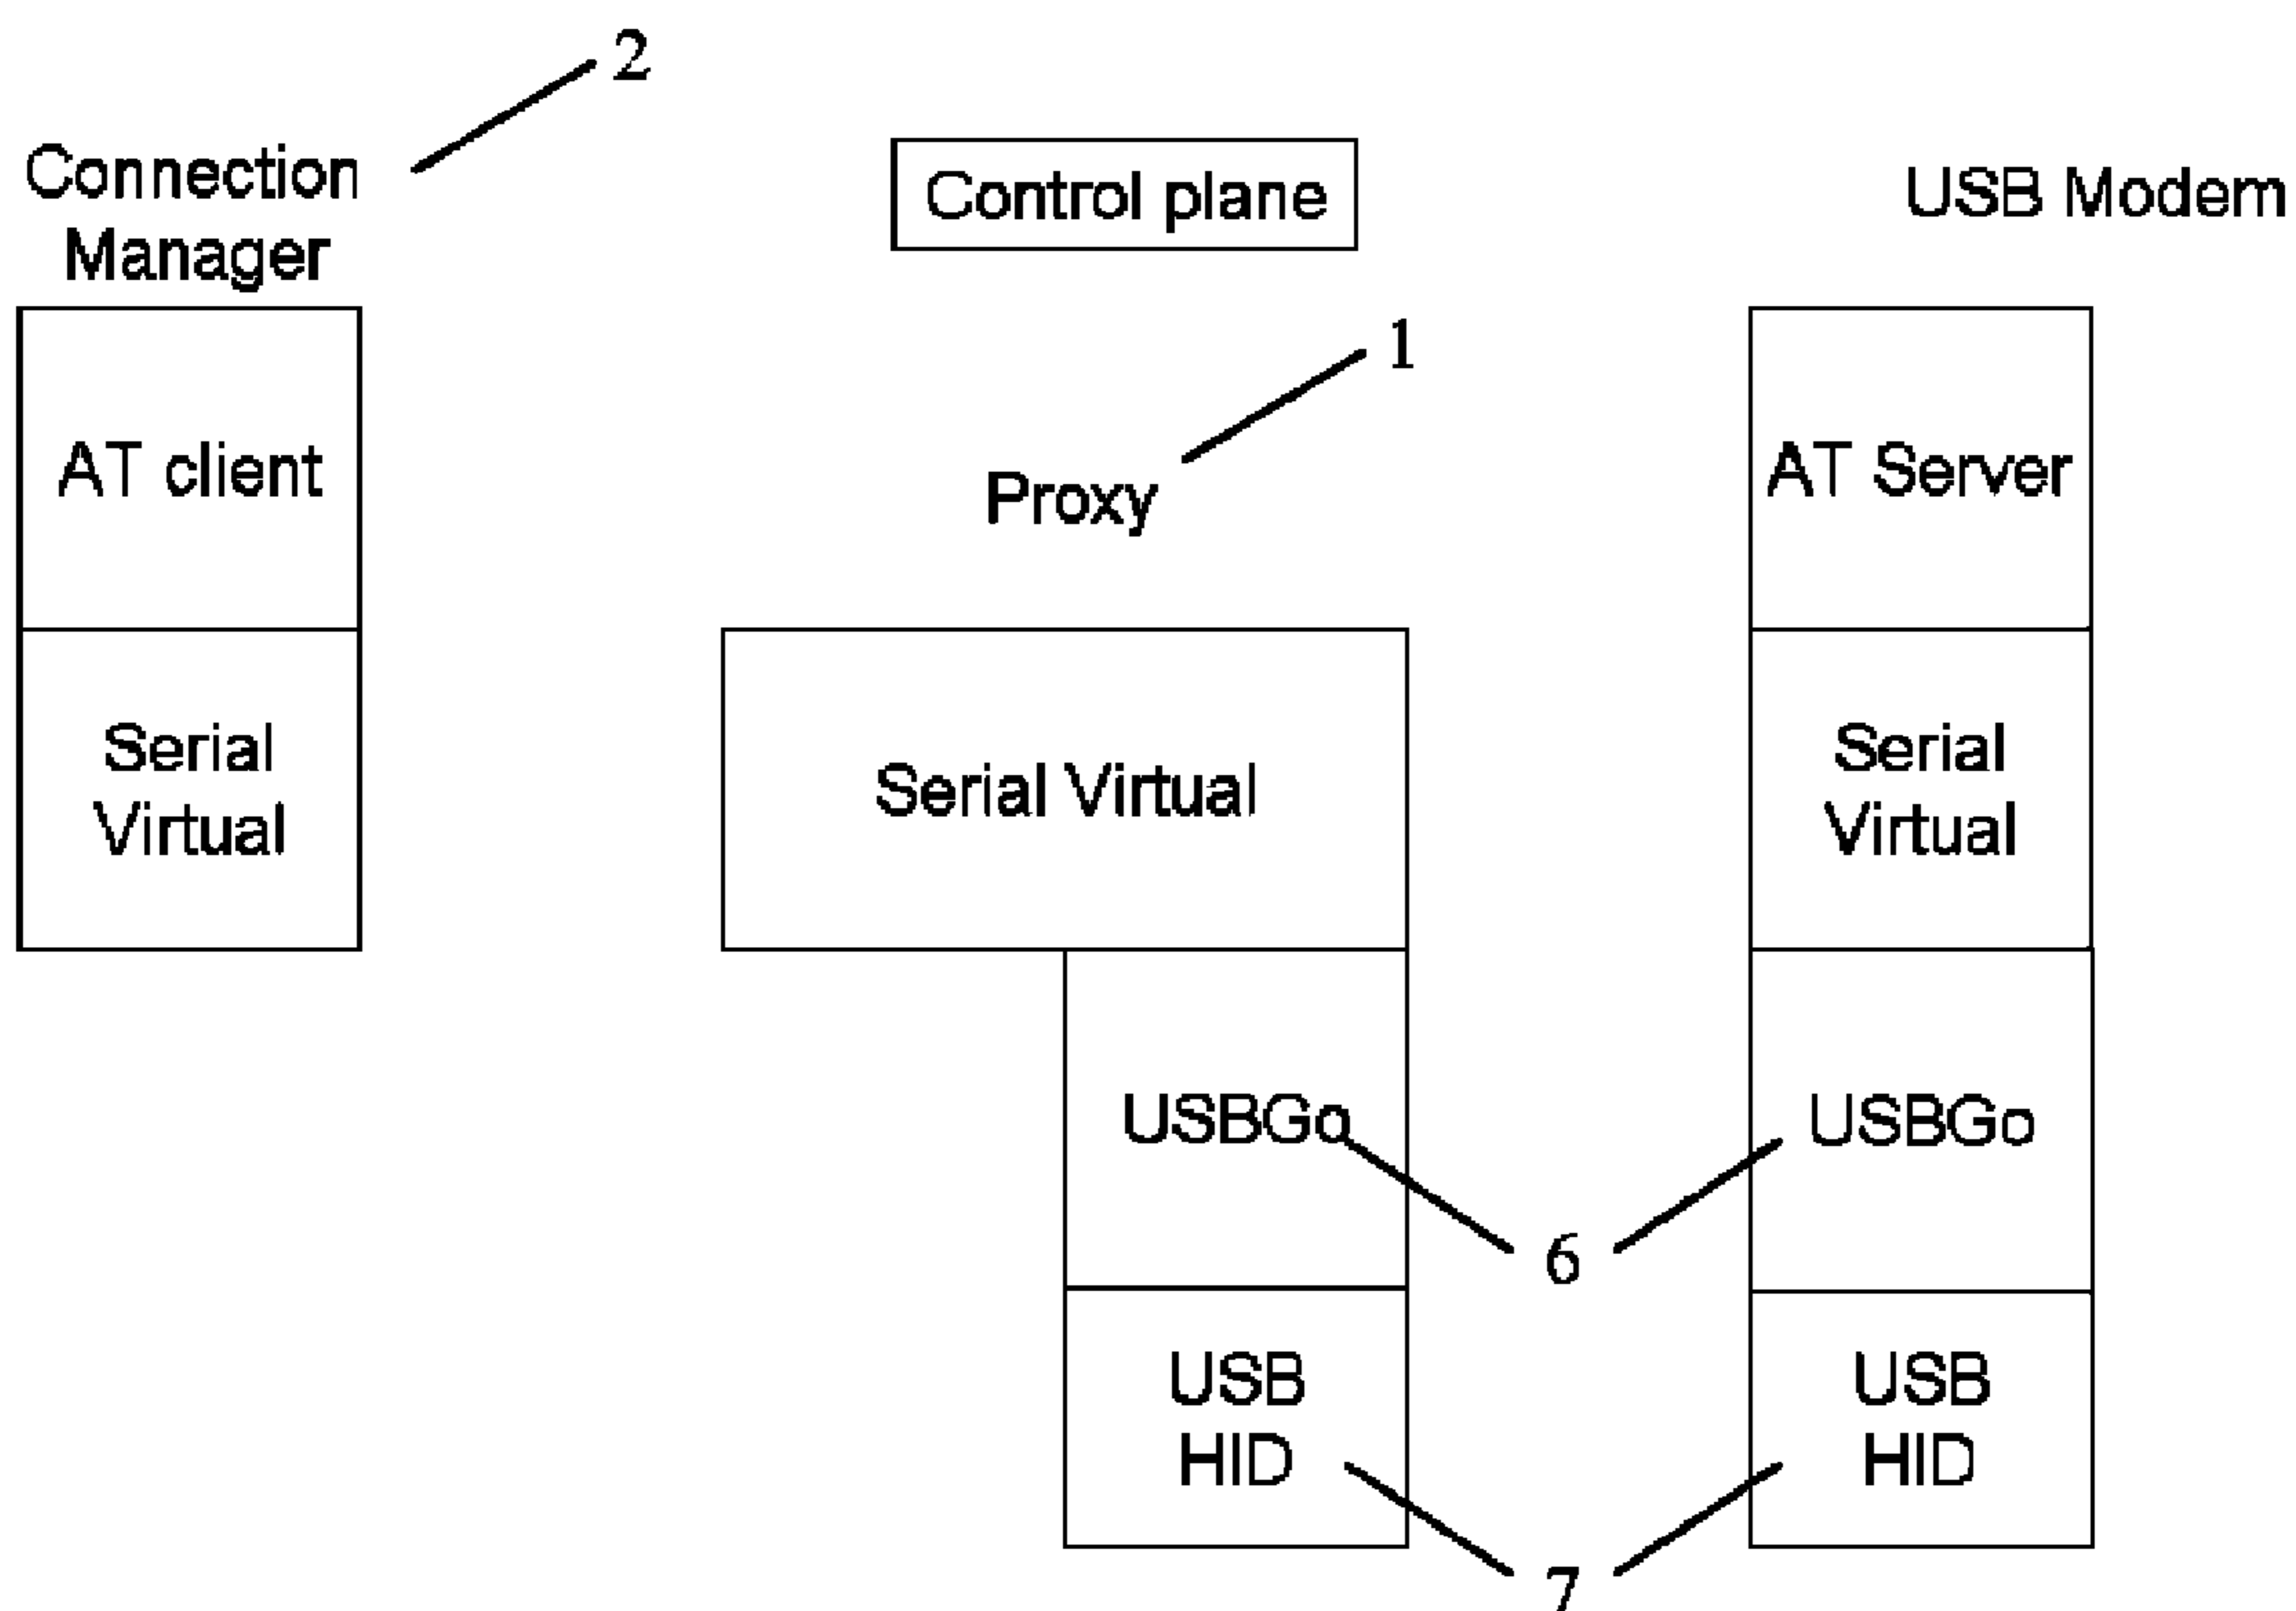 2
Connection
Manager
Control plane
USB Modem
1
Proxy
AT client
AT Server
Serial
Virtual
Serial Virtual
Serial
Virtual
USBGo
USBGo
6
USB
HID
USB
HID
7